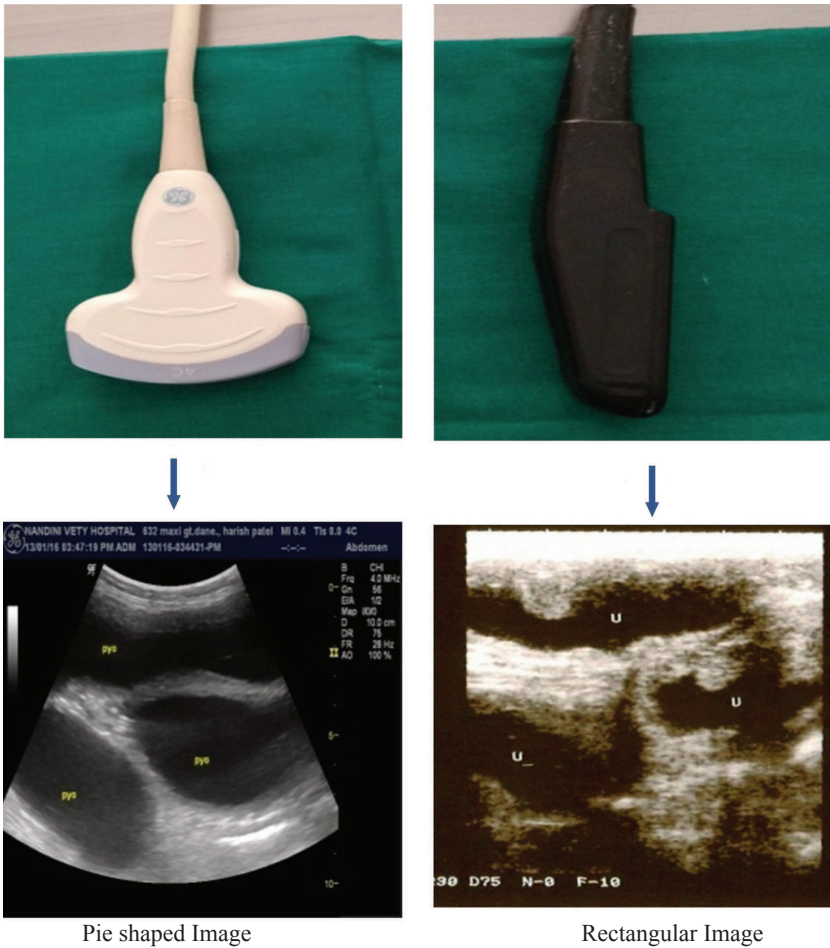 4C
NANDINI VETY HOSPITAL 632 maxi gt.dane., harish patel MI 0.4 TIs 0.0 4C
13/01/16 03:47:19 PM ADM 130116-034431-PM --:--:-- Abdomen
B CHI
Frq 4.0 MHz
Gn 56
E/A 1/2
D 10.0 cm
DR 75
FR 28 Hz
AO 100 %
0-
5-
10-
pyo
pyo
pyo
U
U
U_
D75 N-0 F-10
Pie shaped Image
Rectangular Image